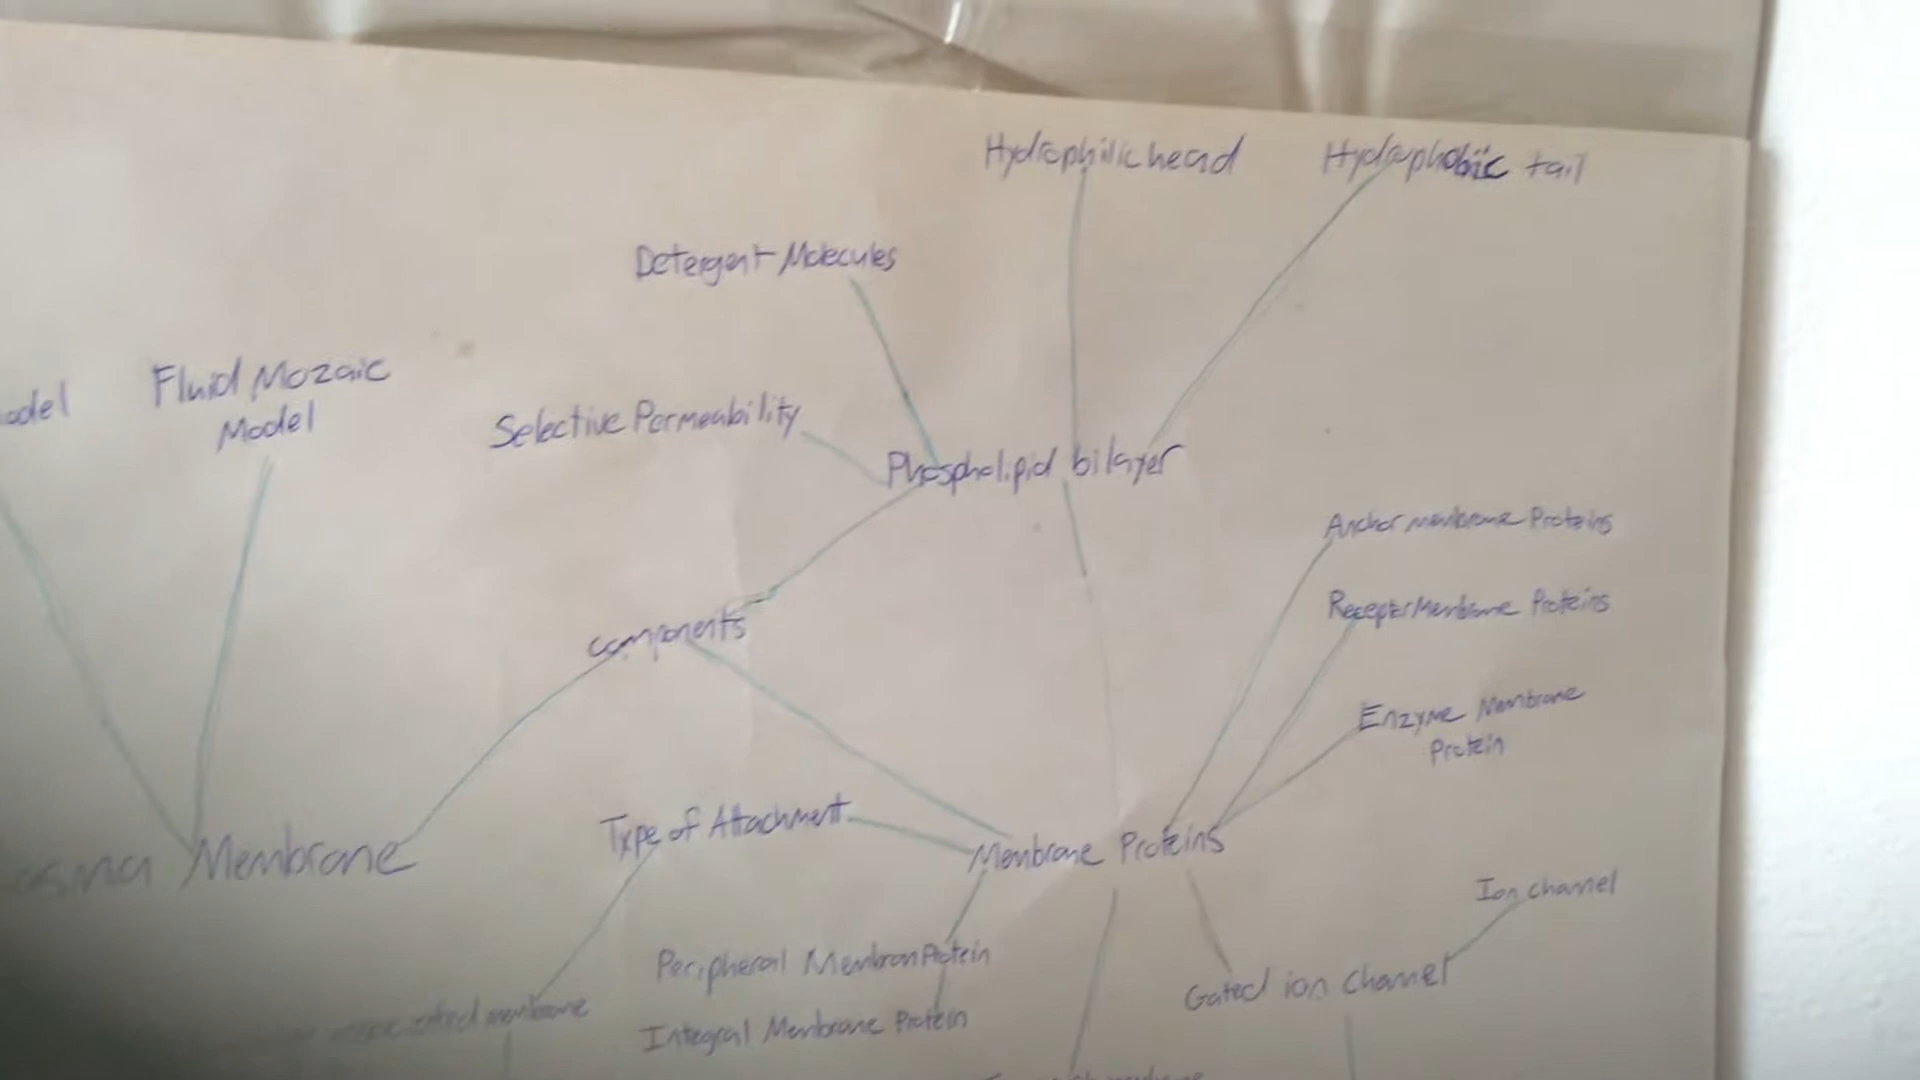 Hydrophilic head
Hydrophobic tail
Detergent Molecules
Fluid Mozaic
Model
Selective Permeability
Phospholipid bilayer
Anchor membrane Proteins
Receptor Membrane Proteins
components
Enzyme Membrane
Protein
Type of Attachment
Membrane Proteins
Membrane
Ion channel
Peripheral Membran Protein
Gated ion channel
membrane
Integral Membrane Protein